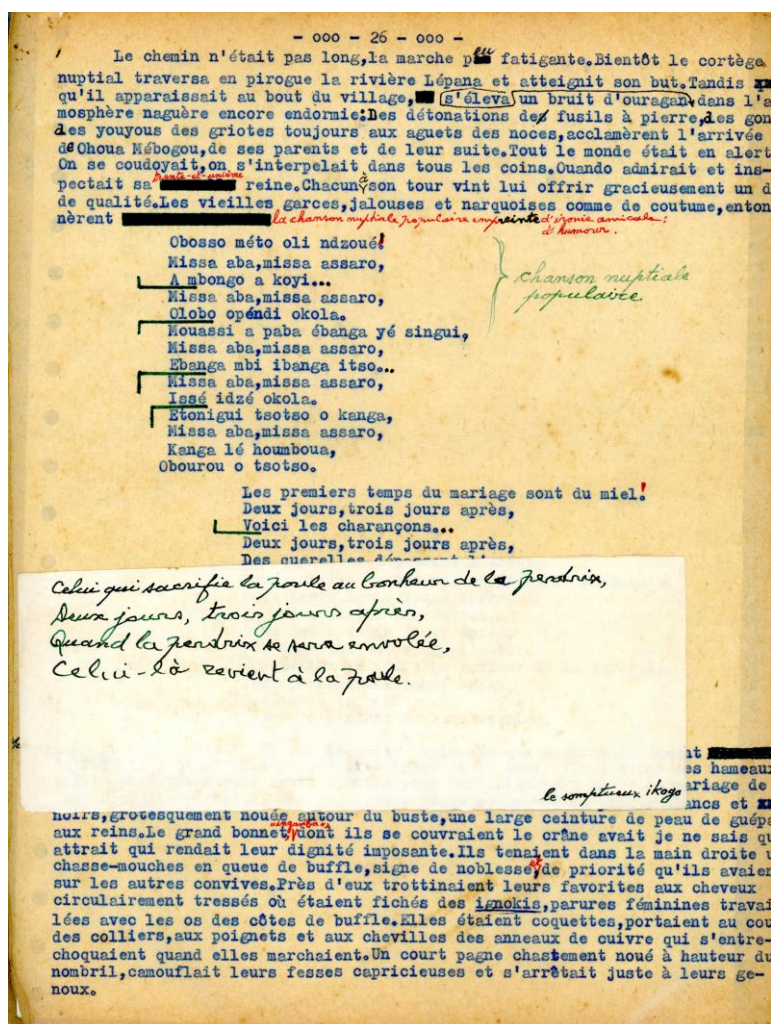 - ooo - 26 - ooo -
Le chemin n'était pas long,la marche peu fatigante.Bientôt le cortège
nuptial traversa en pirogue la rivière Lépana et atteignit son but.Tandis
qu'il apparaissait au bout du village, s'éleva un bruit d'ouragan dans l'a
mosphère naguère encore endormie:Des détonations de fusils à pierre,des gon
des youyous des griotes toujours aux aguets des noces,acclamèrent l'arrivée
de Ohoua Mébogou,de ses parents et de leur suite.Tout le monde était en alert
On se coudoyait,on s'interpelait dans tous les coins.Ouando admirait et ins-
pectait sa trente-et-unième reine.Chacun à son tour vint lui offrir gracieusement un d
de qualité.Les vieilles garces,jalouses et narquoises comme de coutume,enton
nèrent la chanson nuptiale populaire empreinte d'ironie amicale:
d'humour.
Obosso méto oli ndzoué!
Missa aba,missa assaro,
A mbongo a koyi...
Missa aba,missa assaro,
Olobo opéndi okola.
Mouassi a paba ébanga yé singui,
Missa aba,missa assaro,
Ebanga mbi ibanga itso...
Missa aba,missa assaro,
Issé idzé okola.
Etonigui tsotso o kanga,
Missa aba,missa assaro,
Kanga lé houmboua,
Obourou o tsotso.
chanson nuptiale
populaire
Les premiers temps du mariage sont du miel!
Deux jours,trois jours après,
Voici les charançons...
Deux jours,trois jours après,
Des querelles
Celui qui sacrifie la poule au bonheur de la perdrix,
Deux jours, trois jours après,
Quand la perdrix se sera envolée,
Celui-là revient à la poule.
nt
es hameaux
ariage de
le somptueux ikogo
ancs et
noirs,grotesquement nouée autour du buste,une large ceinture de peau de guépa
aux reins.Le grand bonnet dont ils se couvraient le crâne avait je ne sais qu
attrait qui rendait leur dignité imposante.Ils tenaient dans la main droite u
chasse-mouches en queue de buffle,signe de noblesse et de priorité qu'ils avaien
sur les autres convives.Près d'eux trottinaient leurs favorites aux cheveux
circulairement tressés où étaient fichés des ignokis,parures féminines travai
lées avec les os des côtes de buffle.Elles étaient coquettes,portaient au cou
des colliers,aux poignets et aux chevilles des anneaux de cuivre qui s'entre-
choquaient quand elles marchaient.Un court pagne chastement noué à hauteur du
nombril,camouflait leurs fesses capricieuses et s'arrêtait juste à leurs ge-
noux.